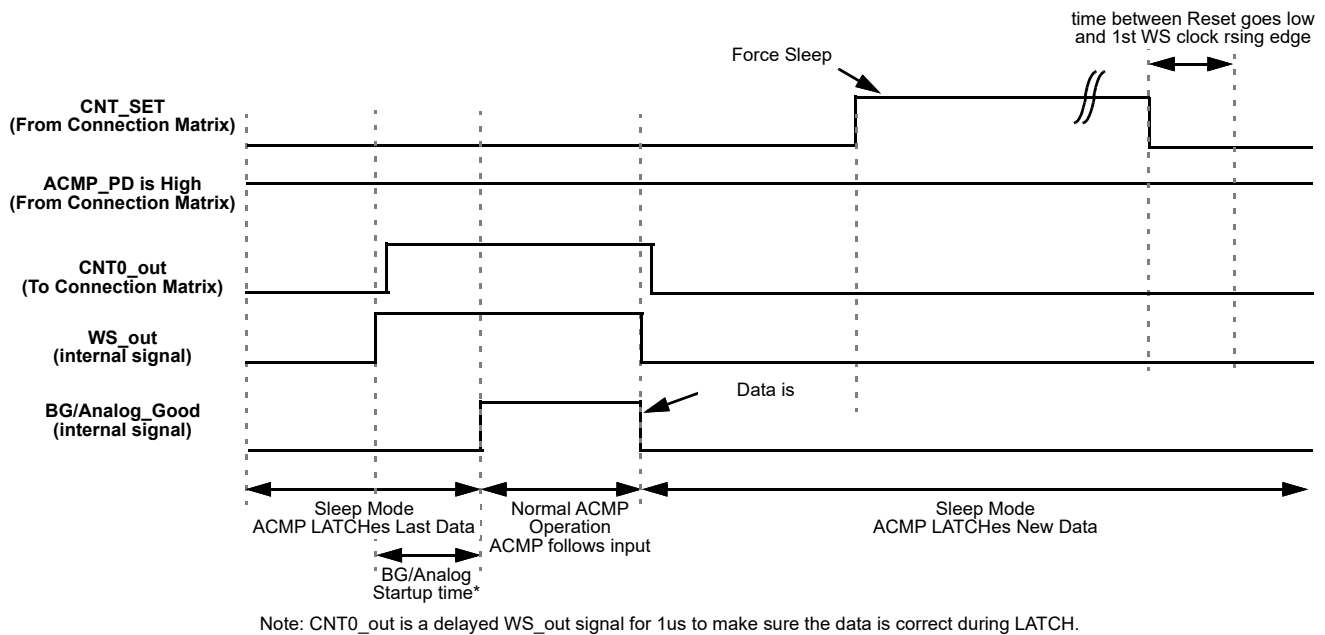 time between Reset goes low
and 1st WS clock rsing edge
Force Sleep
CNT_SET
(From Connection Matrix)
ACMP_PD is High
(From Connection Matrix)
CNT0_out
(To Connection Matrix)
WS_out
(internal signal)
Data is
BG/Analog_Good
(internal signal)
Sleep Mode
ACMP LATCHes Last Data
Normal ACMP
Operation
ACMP follows input
Sleep Mode
ACMP LATCHes New Data
BG/Analog
Startup time*
Note: CNT0_out is a delayed WS_out signal for 1us to make sure the data is correct during LATCH.